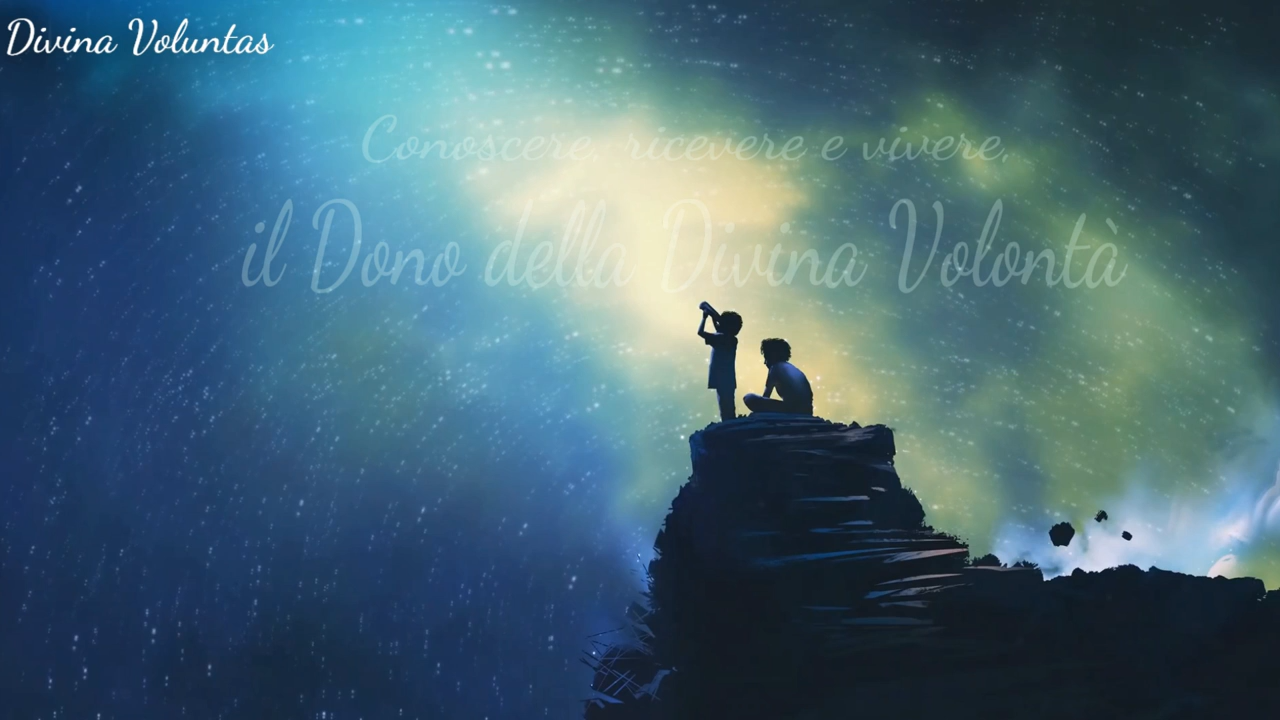 Divina Voluntas
Conoscere, ricevere e vivere,
il Dono della Divina Volontà